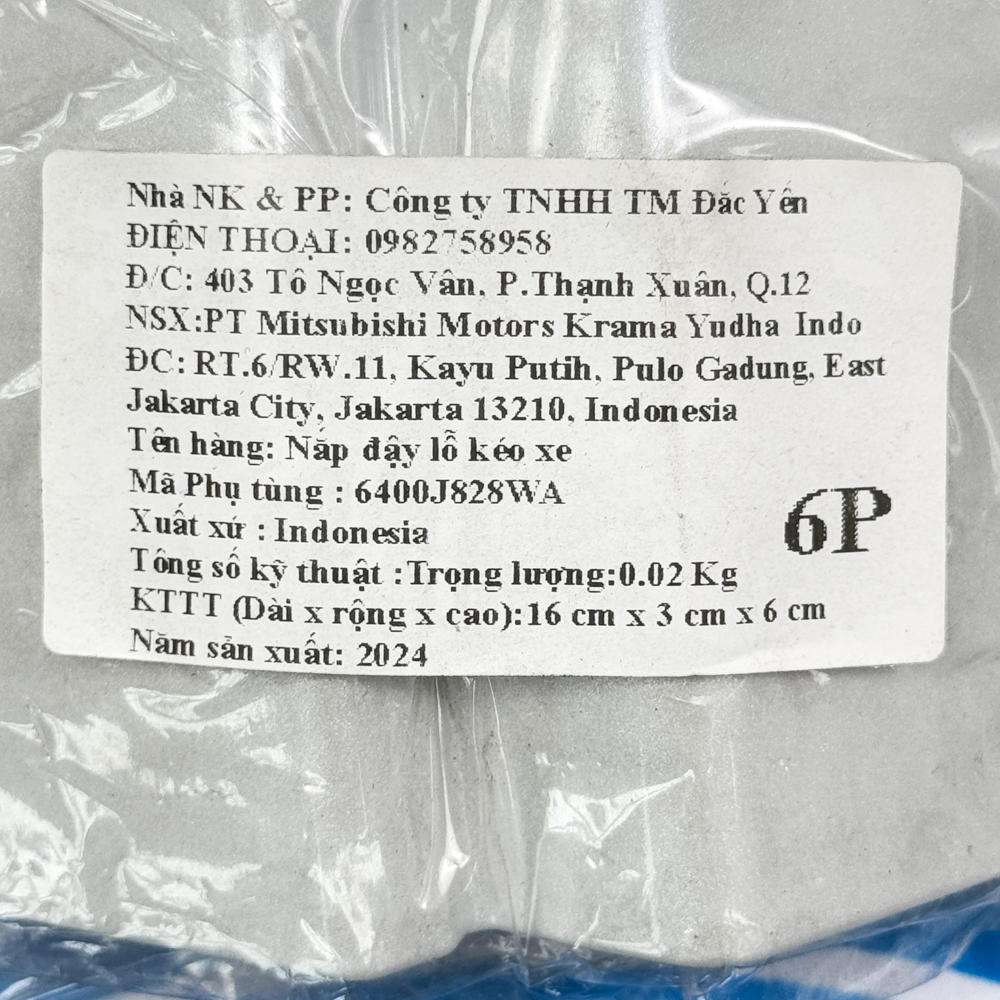 Nhà NK & PP: Công ty TNHH TM Đắc Yến
ĐIỆN THOẠI: 0982758958
Đ/C: 403 Tô Ngọc Vân, P.Thạnh Xuân, Q.12
NSX:PT Mitsubishi Motors Krama Yudha Indo
ĐC: RT.6/RW.11, Kayu Putih, Pulo Gadung, East
Jakarta City, Jakarta 13210, Indonesia
Tên hàng: Nắp đậy lỗ kéo xe
Mã Phụ tùng : 6400J828WA
Xuất xứ : Indonesia
6P
Tông số kỹ thuật :Trọng lượng:0.02 Kg
KTTT (Dài x rộng x cao):16 cm x 3 cm x 6 cm
Năm sản xuất: 2024